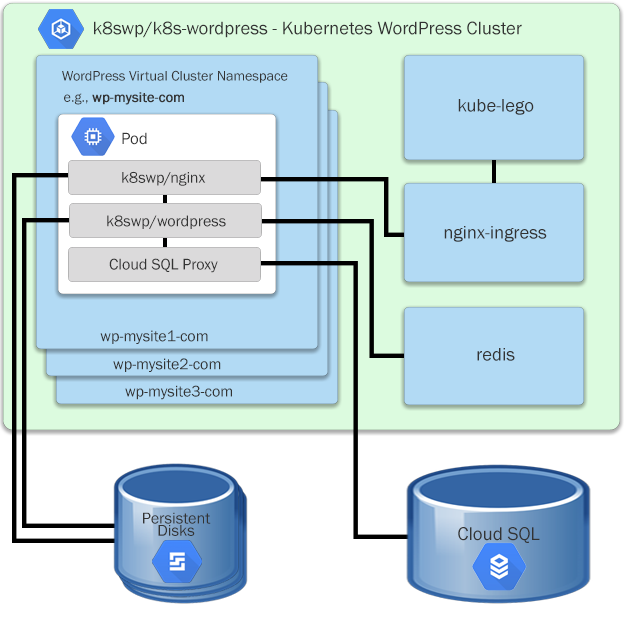 k8swp/k8s-wordpress - Kubernetes WordPress Cluster
WordPress Virtual Cluster Namespace
e.g., wp-mysite-com
Pod
k8swp/nginx
k8swp/wordpress
Cloud SQL Proxy
wp-mysite1-com
wp-mysite2-com
wp-mysite3-com
kube-lego
nginx-ingress
redis
Persistent
Disks
Cloud SQL